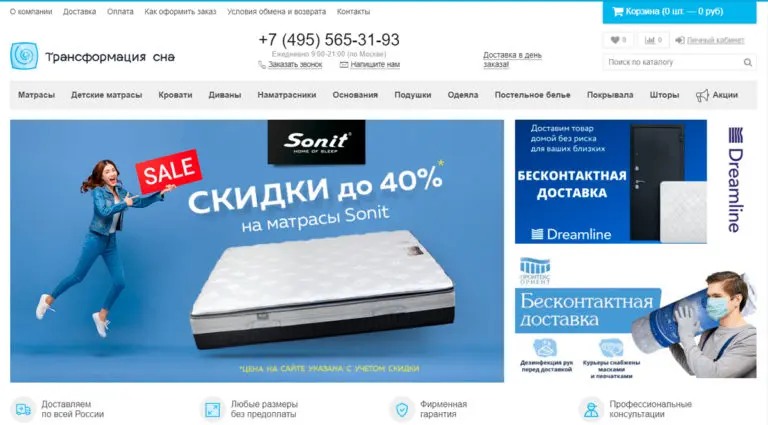 О компании Доставка Оплата Как оформить заказ Условия обмена и возврата Контакты
Корзина (0 шт. — 0 руб)
Трансформация сна
+7 (495) 565-31-93
Ежедневно 9:00-21:00 (по Москве)
Заказать звонок Напишите нам
Доставка в день
заказа!
0 0 Личный кабинет
Поиск по каталогу
Матрасы Детские матрасы Кровати Диваны Наматрасники Основания Подушки Одеяла Постельное белье Покрывала Шторы Акции
Sonit
HOME OF SLEEP
SALE
СКИДКИ до 40%*
на матрасы Sonit
*ЦЕНА НА САЙТЕ УКАЗАНА С УЧЕТОМ СКИДКИ
Доставим товар
домой без риска
для ваших близких
БЕСКОНТАКТНАЯ
ДОСТАВКА
Dreamline
Dreamline
ПРОМТЕКС
ОРИЕНТ
Бесконтактная
доставка
Дезинфекция рук
перед доставкой
Курьеры снабжены
масками
и перчатками
Доставляем
по всей России
Любые размеры
без предоплаты
Фирменная
гарантия
Профессиональные
консультации